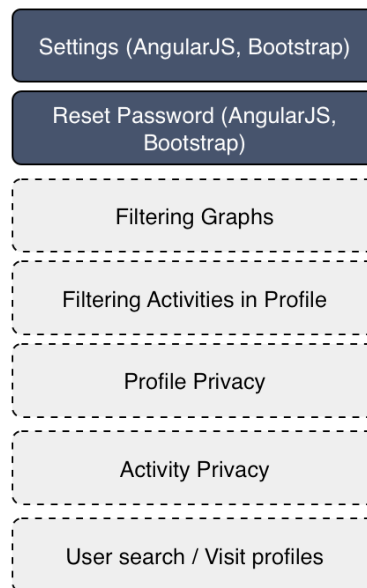 Settings (AngularJS, Bootstrap)
Reset Password (AngularJS,
Bootstrap)
Filtering Graphs
Filtering Activities in Profile
Profile Privacy
Activity Privacy
User search / Visit profiles